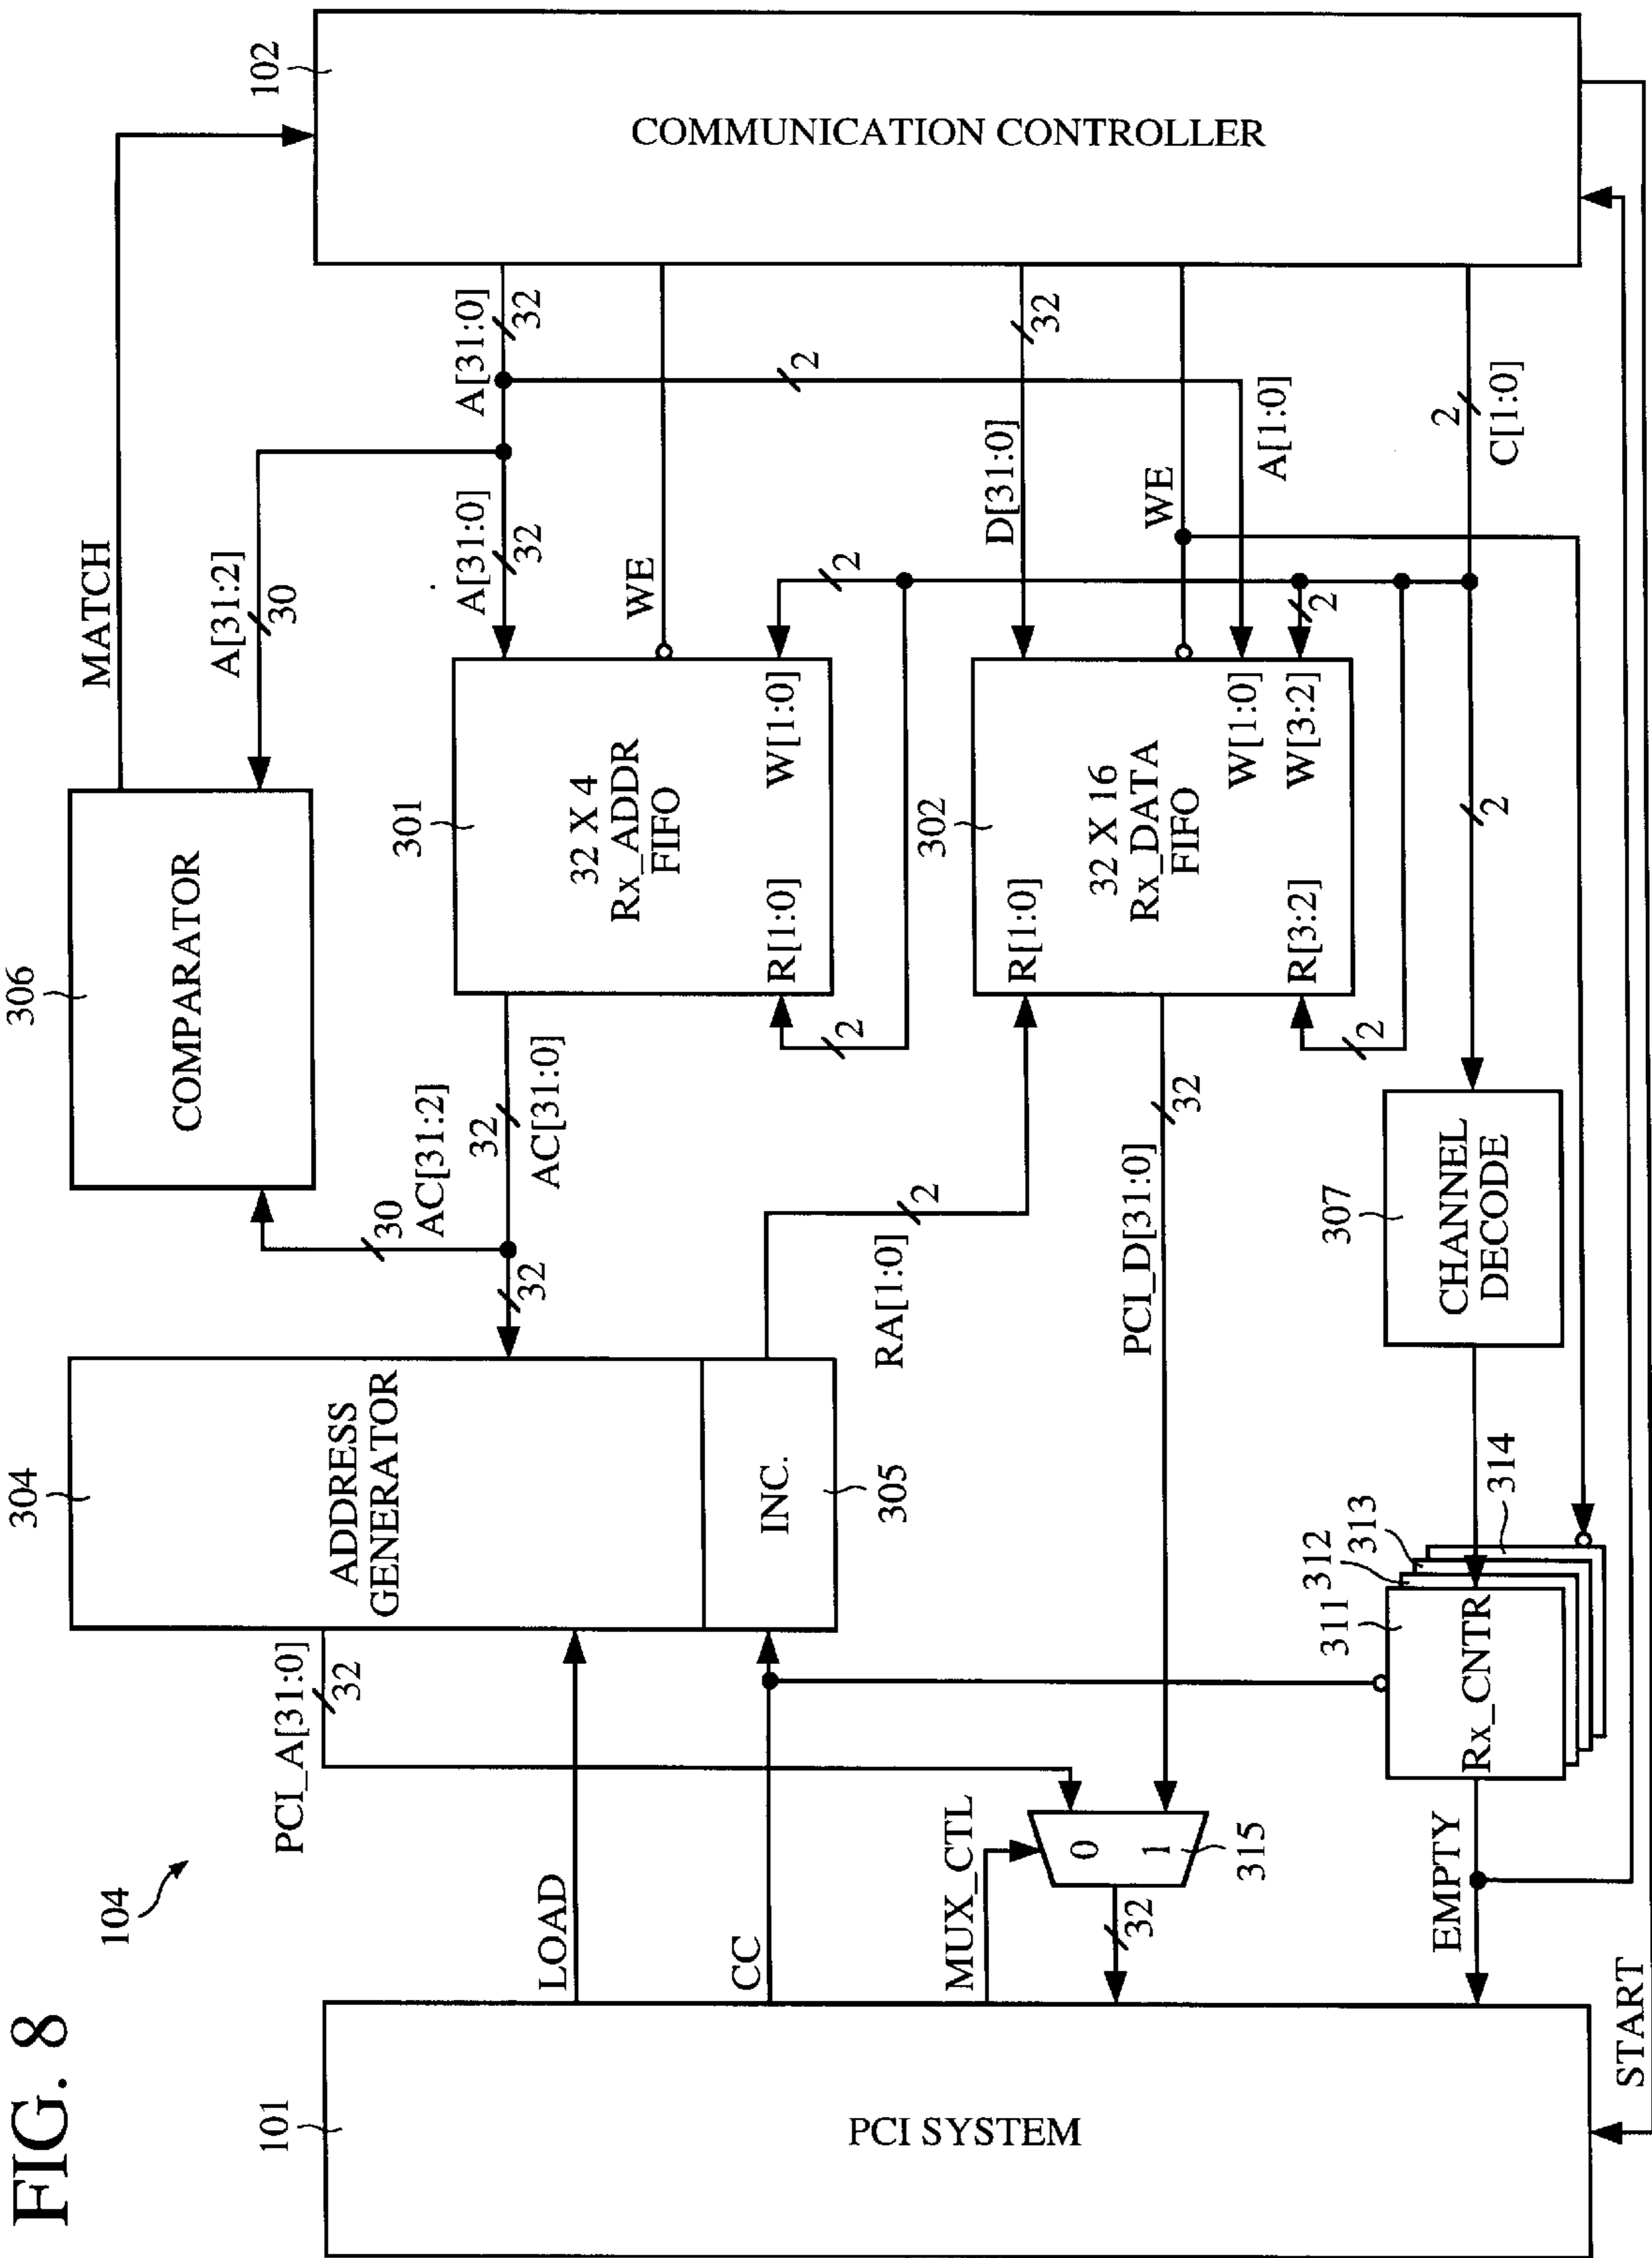 FIG. 8
104
101
PCI SYSTEM
LOAD
CC
MUX_CTL
32
EMPTY
START
PCI_A[31:0]
32
0
1
315
304
ADDRESS
GENERATOR
INC.
305
311
312
313
314
Rx_CNTR
32
30
AC[31:2]
32
AC[31:0]
RA[1:0]
2
PCI_D[31:0]
32
307
CHANNEL
DECODE
306
COMPARATOR
MATCH
A[31:2]
30
301
32 X 4
Rx_ADDR
FIFO
R[1:0]
W[1:0]
2
2
302
32 X 16
Rx_DATA
FIFO
R[1:0]
R[3:2]
W[1:0]
W[3:2]
2
2
2
A[31:0]
32
WE
D[31:0]
32
WE
A[1:0]
2
A[31:0]
32
2
C[1:0]
102
COMMUNICATION CONTROLLER